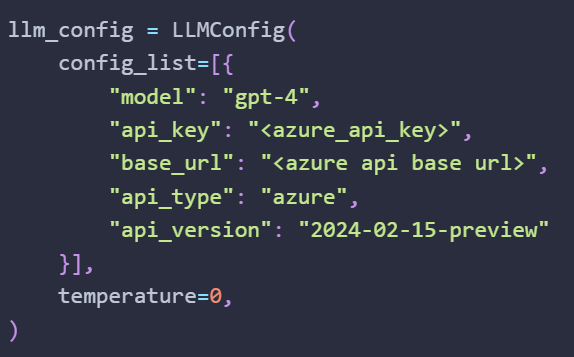 llm_config = LLMConfig(
    config_list=[{
        "model": "gpt-4",
        "api_key": "<azure_api_key>",
        "base_url": "<azure api base url>",
        "api_type": "azure",
        "api_version": "2024-02-15-preview"
    }],
    temperature=0,
)